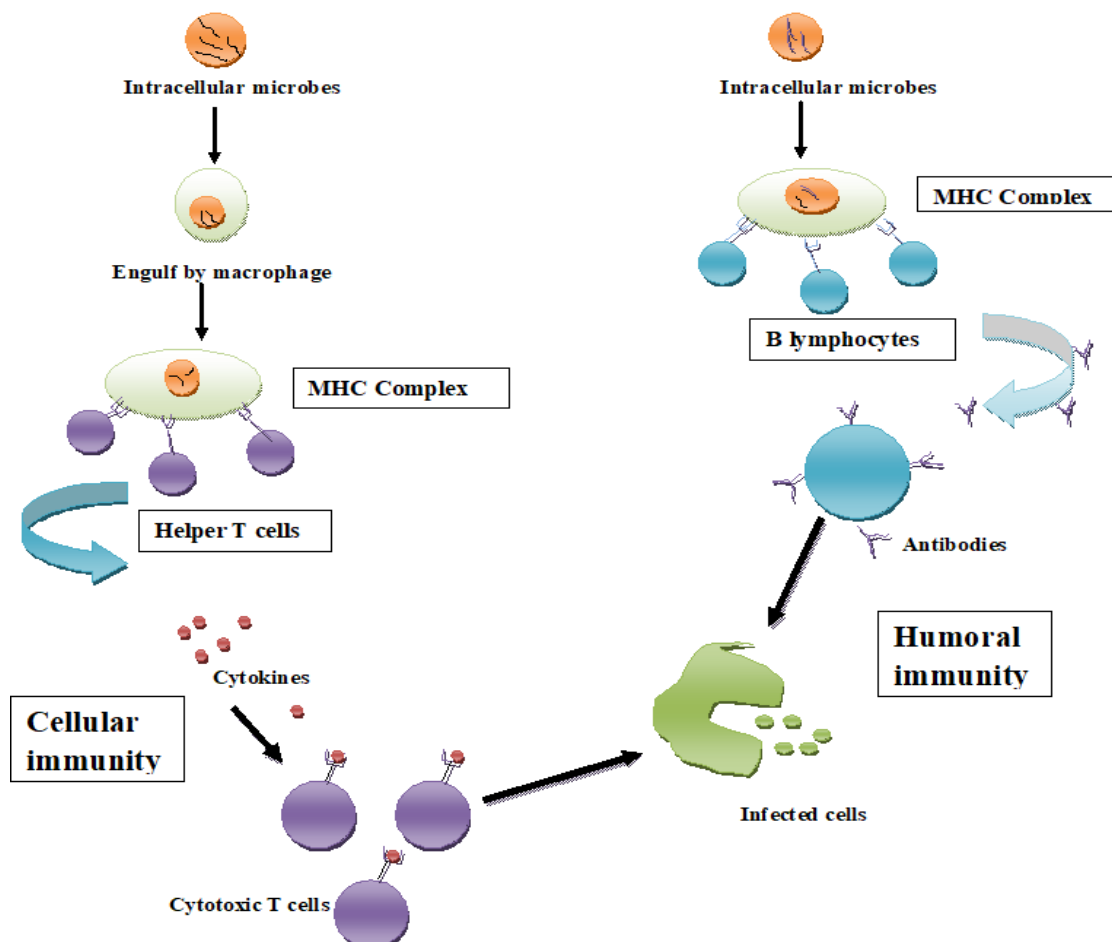 Intracellular microbes
Engulf by macrophage
MHC Complex
Helper T cells
Cytokines
Cellular
immunity
Cytotoxic T cells
Intracellular microbes
MHC Complex
B lymphocytes
Antibodies
Humoral
immunity
Infected cells